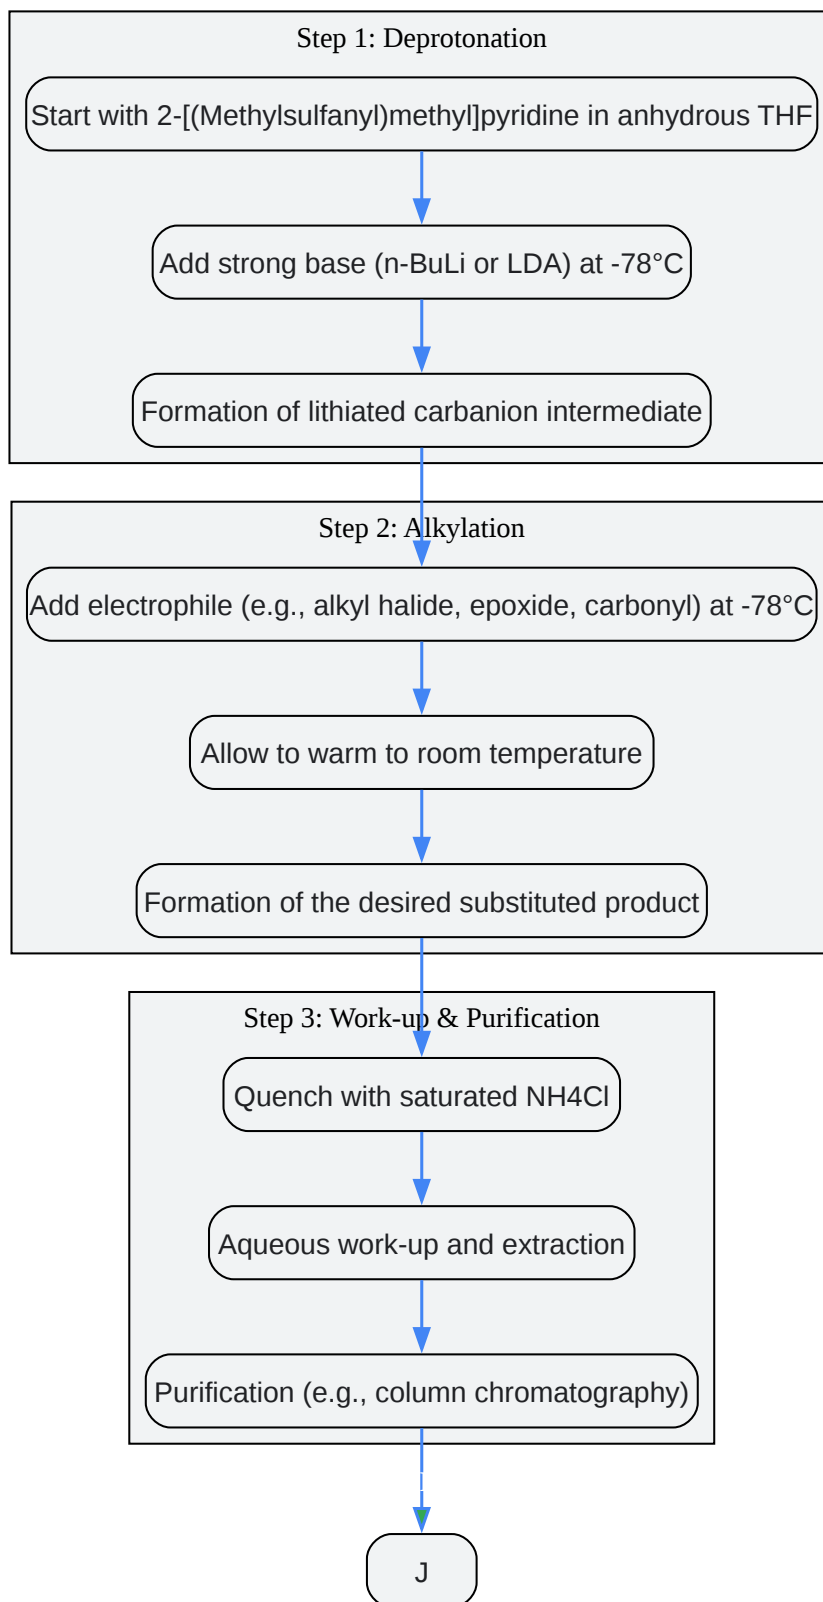 Step 1: Deprotonation
Start with 2-[(Methylsulfanyl)methyl]pyridine in anhydrous THF
Add strong base (n-BuLi or LDA) at -78°C
Formation of lithiated carbanion intermediate
Step 2: Alkylation
Add electrophile (e.g., alkyl halide, epoxide, carbonyl) at -78°C
Allow to warm to room temperature
Formation of the desired substituted product
Step 3: Work-up & Purification
Quench with saturated NH4Cl
Aqueous work-up and extraction
Purification (e.g., column chromatography)
J